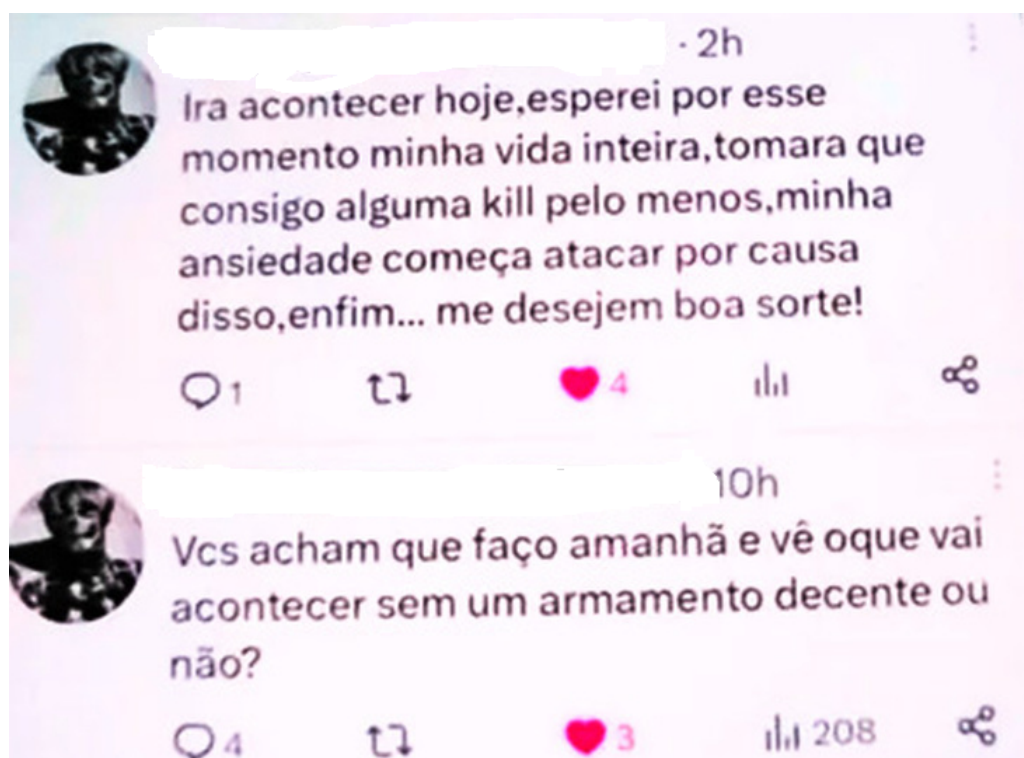 · 2h
Ira acontecer hoje,esperei por esse
momento minha vida inteira,tomara que
consigo alguma kill pelo menos,minha
ansiedade começa atacar por causa
disso,enfim... me desejem boa sorte!
1 4
10h
Vcs acham que faço amanhã e vê oque vai
acontecer sem um armamento decente ou
não?
4 3 208